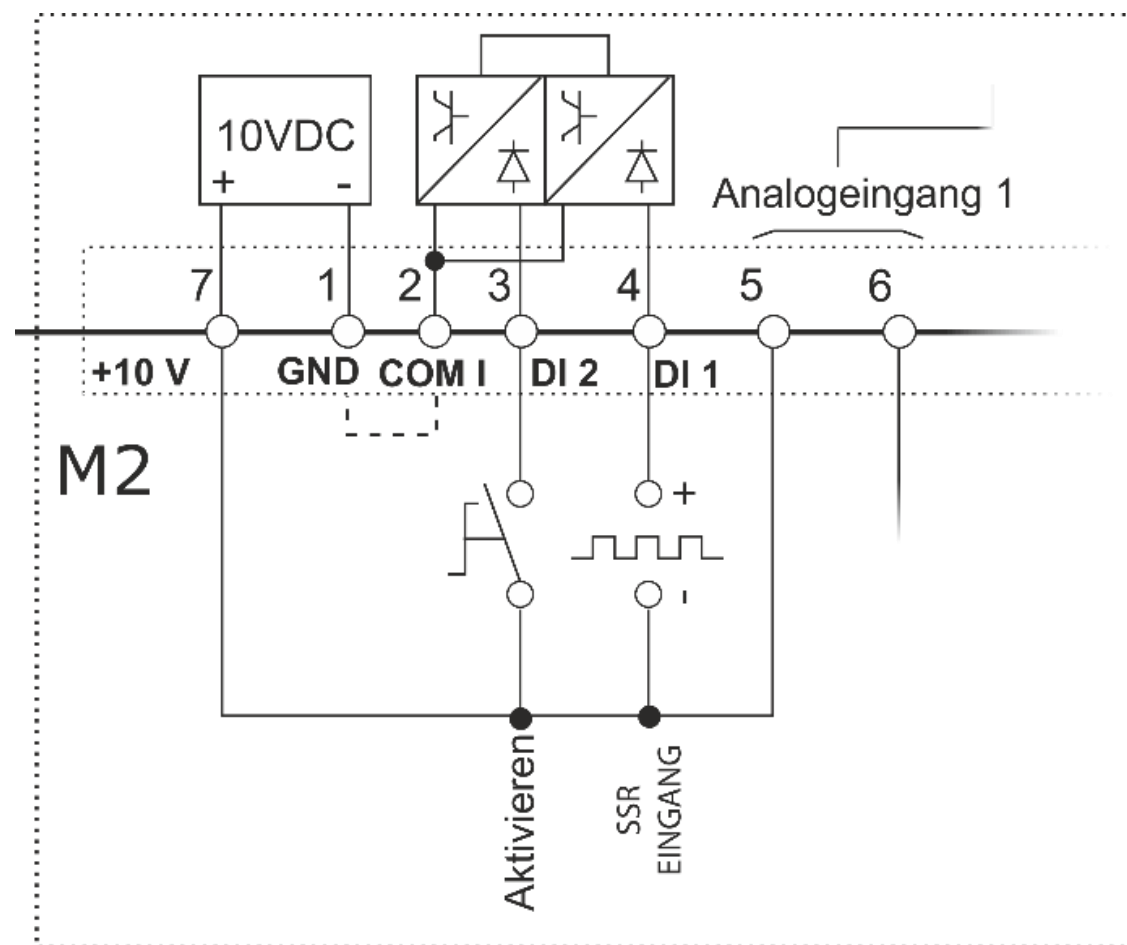 10VDC
+ -
Analogeingang 1
7 1 2 3 4 5 6
+10 V GND COM I DI 2 DI 1
M2
+
-
Aktivieren
SSR
EINGANG